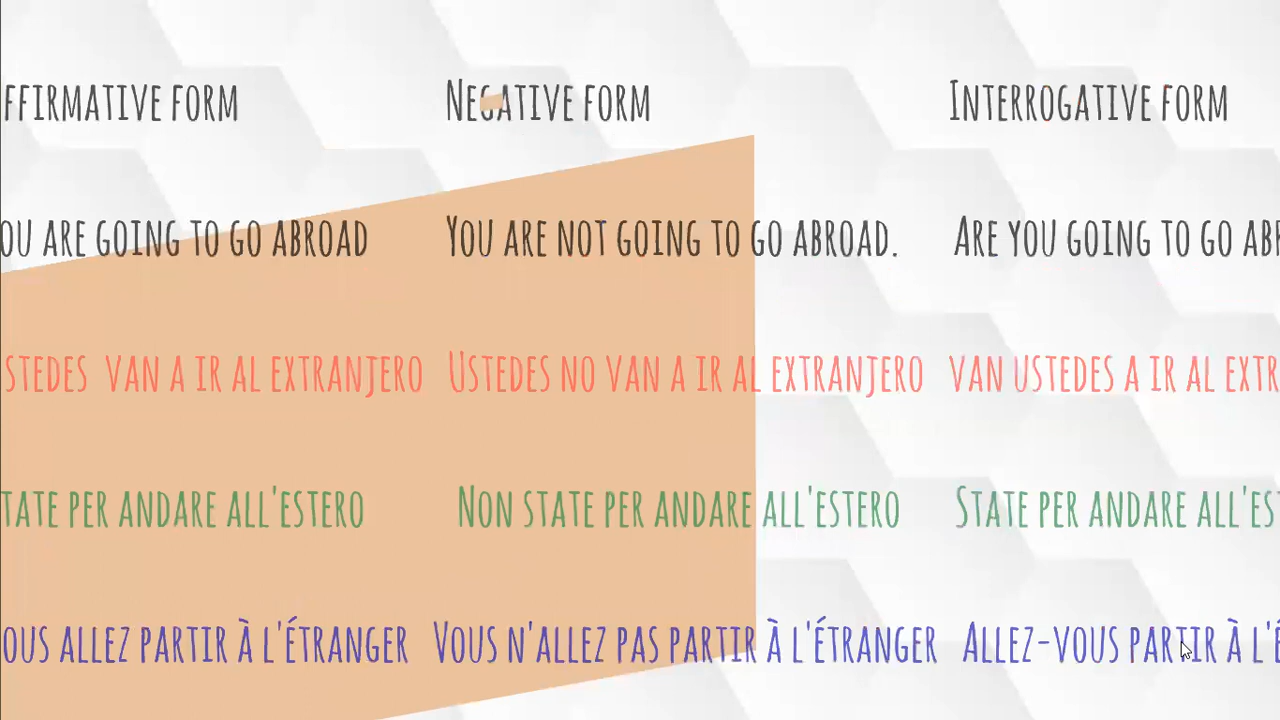 ffirmative form Negative form Interrogative form
ou are going to go abroad You are not going to go abroad. Are you going to go ab
stedes van a ir al extranjero Ustedes no van a ir al extranjero van ustedes a ir al extr
tate per andare all'estero Non state per andare all'estero State per andare all'es
ous allez partir à l'étranger Vous n'allez pas partir à l'étranger Allez-vous partir à l'é